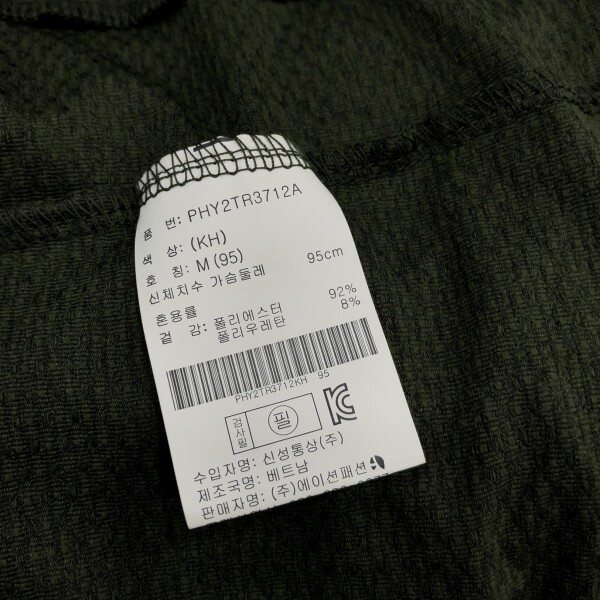 품 번: PHY2TR3712A
색 상: (KH)
호 칭: M (95)
신체치수 가슴둘레 95cm
혼용률
겉 감: 폴리에스터 92%
폴리우레탄 8%
PHY2TR3712KH 95
검사필 필
수입자명: 신성통상(주)
제조국명: 베트남
판매자명: (주)에이션패션